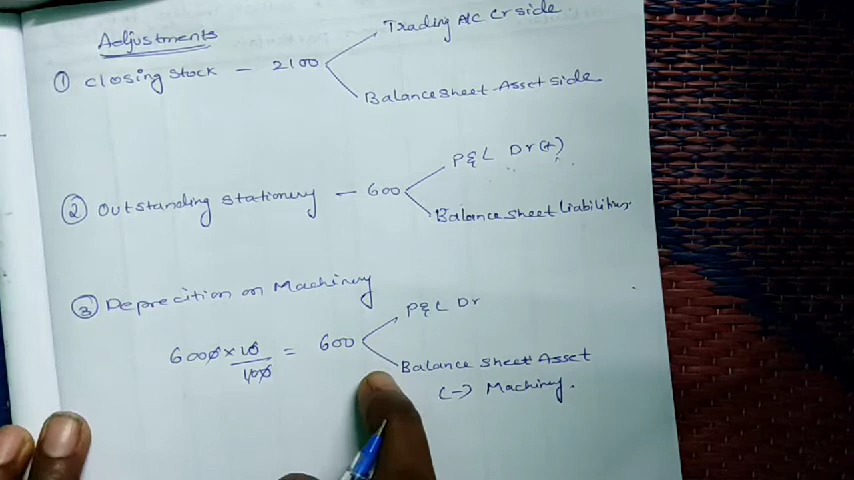 Adjustments
Trading A/C Cr side.
① closing stock - 2100
Balance sheet - Asset side
P&L Dr (+)
② Outstanding stationery - 600
Balance sheet Liabilities
③ Deprecition on Machinery
P&L Dr
6000 × 10 / 100 = 600
Balance sheet Asset
(-) Machinery.